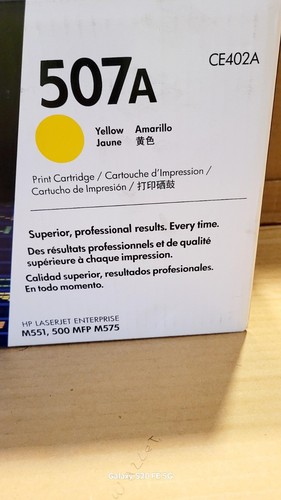 507A
CE402A
Yellow Amarillo
Jaune 黄色
Print Cartridge / Cartouche d'Impression /
Cartucho de Impresión / 打印硒鼓
Superior, professional results. Every time.
Des résultats professionnels et de qualité
supérieure à chaque impression.
Calidad superior, resultados profesionales.
En todo momento.
HP LASERJET ENTERPRISE
M551, 500 MFP M575